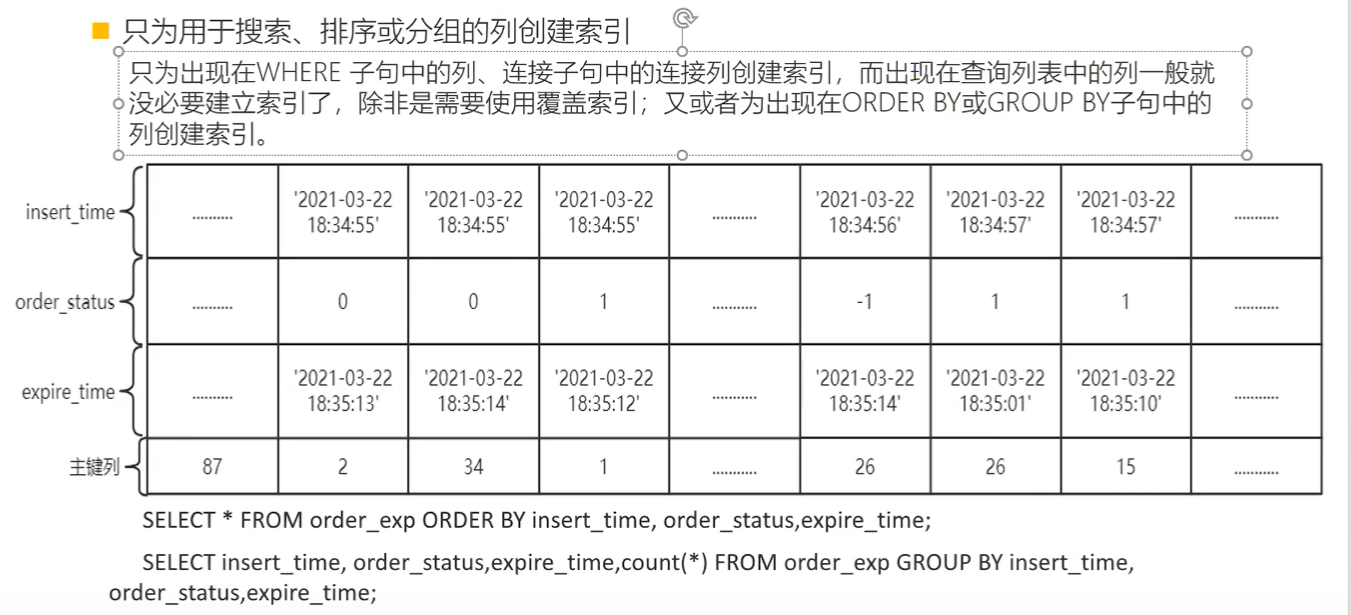 只为用于搜索、排序或分组的列创建索引
只为出现在WHERE 子句中的列、连接子句中的连接列创建索引，而出现在查询列表中的列一般就
没必要建立索引了，除非是需要使用覆盖索引；又或者为出现在ORDER BY或GROUP BY子句中的
列创建索引。
insert_time .......... '2021-03-22 '2021-03-22 '2021-03-22 ........... '2021-03-22 '2021-03-22 '2021-03-22 ...........
18:34:55' 18:34:55' 18:34:55' 18:34:56' 18:34:57' 18:34:57'
order_status .......... 0 0 1 ........... -1 1 1 ...........
expire_time .......... '2021-03-22 '2021-03-22 '2021-03-22 ........... '2021-03-22 '2021-03-22 '2021-03-22 ...........
18:35:13' 18:35:14' 18:35:12' 18:35:14' 18:35:01' 18:35:10'
主键列 87 2 34 1 ........... 26 26 15 ...........
SELECT * FROM order_exp ORDER BY insert_time, order_status,expire_time;
SELECT insert_time, order_status,expire_time,count(*) FROM order_exp GROUP BY insert_time,
order_status,expire_time;